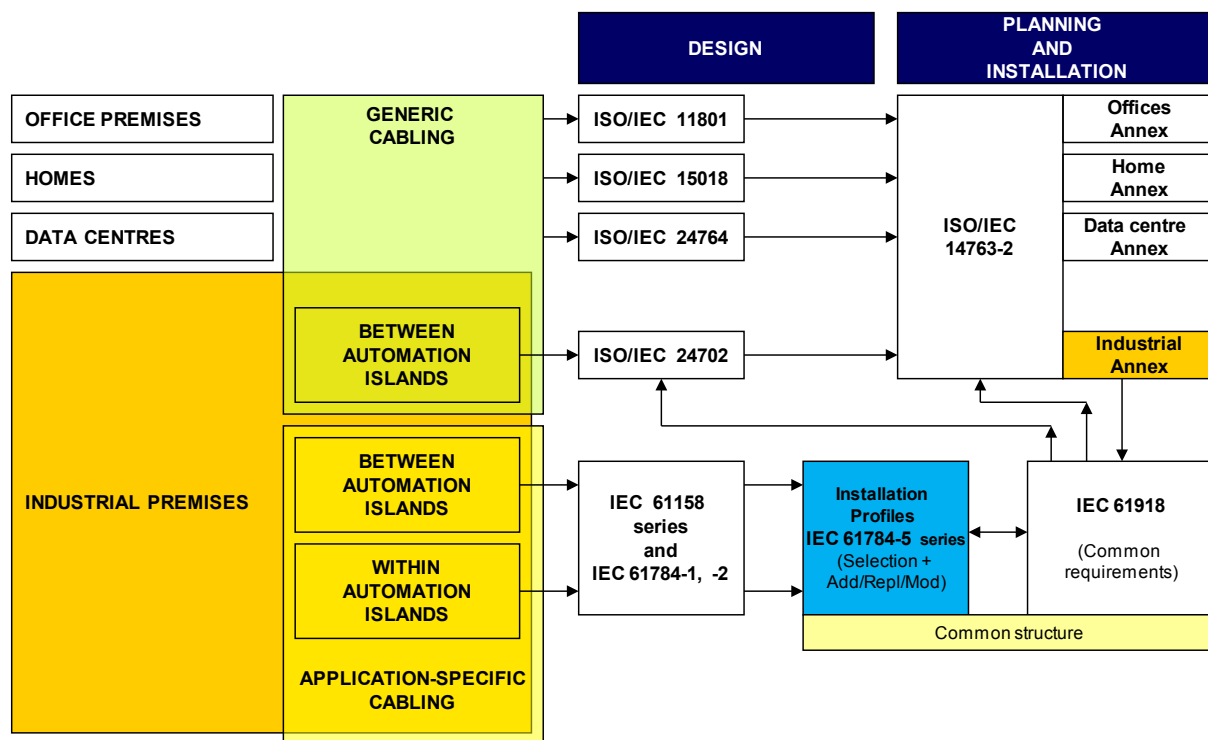 DESIGN
PLANNING
AND
INSTALLATION
OFFICE PREMISES
HOMES
DATA CENTRES
INDUSTRIAL PREMISES
GENERIC
CABLING
BETWEEN
AUTOMATION
ISLANDS
BETWEEN
AUTOMATION
ISLANDS
WITHIN
AUTOMATION
ISLANDS
APPLICATION-SPECIFIC
CABLING
ISO/IEC 11801
ISO/IEC 15018
ISO/IEC 24764
ISO/IEC 24702
IEC 61158
series
and
IEC 61784-1, -2
ISO/IEC
14763-2
Offices
Annex
Home
Annex
Data centre
Annex
Industrial
Annex
Installation
Profiles
IEC 61784-5 series
(Selection +
Add/Repl/Mod)
IEC 61918
(Common
requirements)
Common structure